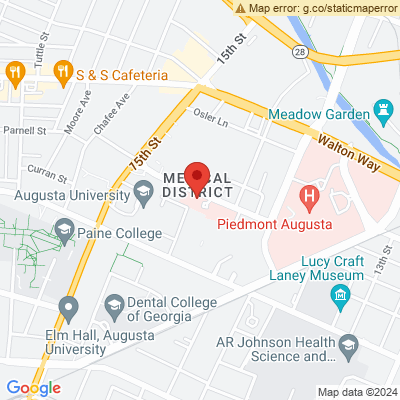 Map error: g.co/staticmaperror
Tuttle St
15th St
28
S & S Cafeteria
Moore Ave
Chafee Ave
Osler Ln
Meadow Garden
Parnell St
15th St
Walton Way
Curran St
MEDICAL
DISTRICT
Augusta University
H
Piedmont Augusta
Paine College
Lucy Craft
Laney Museum
13th St
Dental College
of Georgia
Elm Hall, Augusta
University
AR Johnson Health
Science and...
Google
Map data ©2024